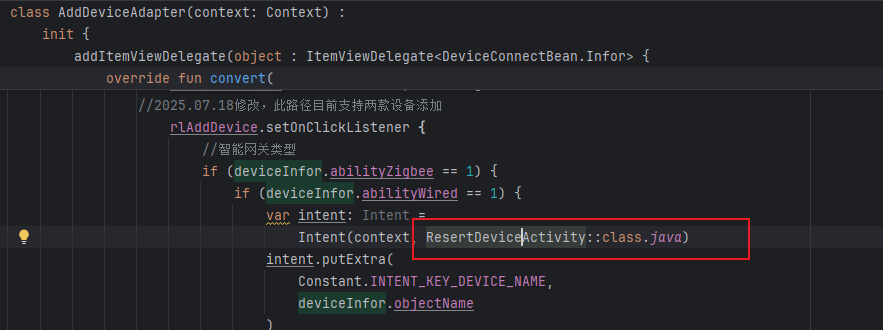 class AddDeviceAdapter(context: Context) :
init {
addItemViewDelegate(object : ItemViewDelegate<DeviceConnectBean.Infor> {
override fun convert(
//2025.07.18修改，此路径目前支持两款设备添加
rlAddDevice.setOnClickListener {
//智能网关类型
if (deviceInfor.abilityZigbee == 1) {
if (deviceInfor.abilityWired == 1) {
var intent: Intent =
Intent(context, ResertDeviceActivity::class.java)
intent.putExtra(
Constant.INTENT_KEY_DEVICE_NAME,
deviceInfor.objectName
)